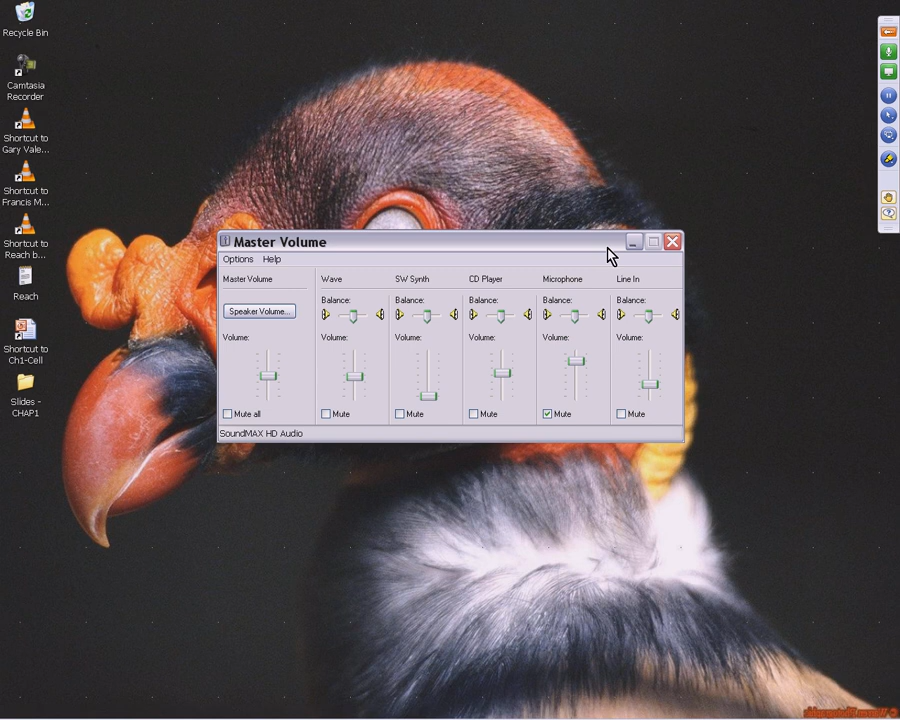 Recycle Bin
Camtasia
Recorder
Shortcut to
Gary Vale...
Shortcut to
Francis M...
Shortcut to
Reach b...
Reach
Shortcut to
Ch1-Cell
Slides -
CHAP1
Master Volume
Options Help
Master Volume Wave SW Synth CD Player Microphone Line In
Balance: Balance: Balance: Balance: Balance:
Speaker Volume...
Volume: Volume: Volume: Volume: Volume: Volume:
Mute all Mute Mute Mute Mute Mute
SoundMAX HD Audio